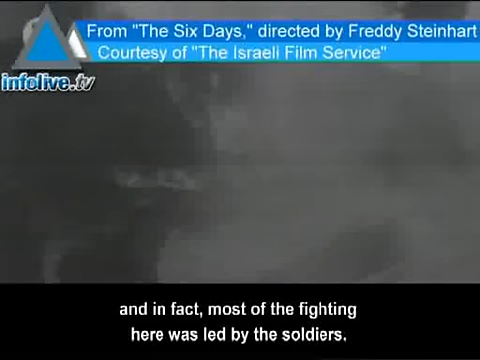 From "The Six Days," directed by Freddy Steinhart
Courtesy of "The Israeli Film Service"
infolive.tv
and in fact, most of the fighting
here was led by the soldiers.